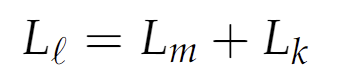 L_ℓ = L_m + L_k